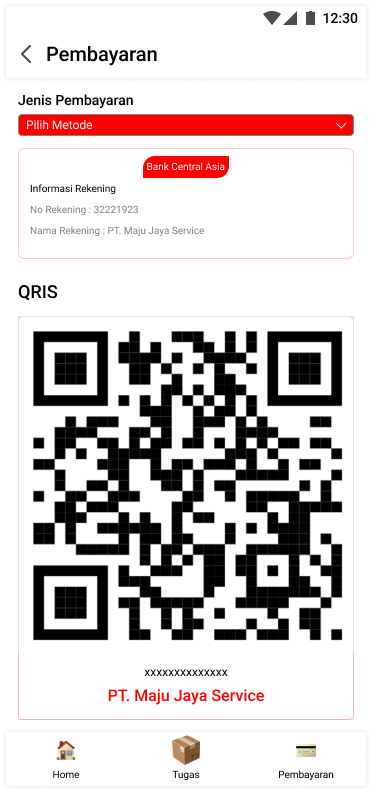 12:30
Pembayaran
Jenis Pembayaran
Pilih Metode
Bank Central Asia
Informasi Rekening
No Rekening : 32221923
Nama Rekening : PT. Maju Jaya Service
QRIS
xxxxxxxxxxxxxx
PT. Maju Jaya Service
Home Tugas Pembayaran